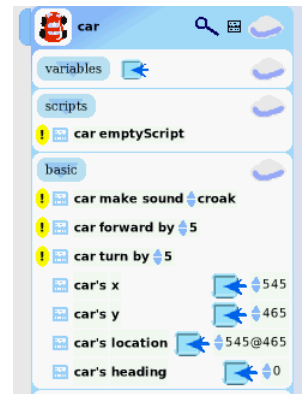 car
variables
scripts
! car emptyScript
basic
! car make sound croak
! car forward by 5
! car turn by 5
car's x 545
car's y 465
car's location 545@465
car's heading 0